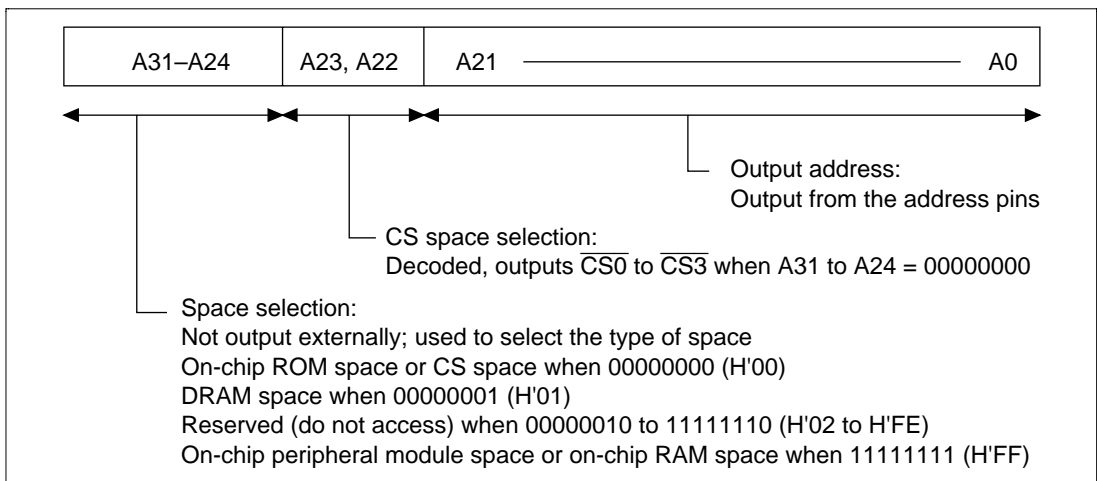 A31–A24 A23, A22 A21 A0
Output address:
Output from the address pins
CS space selection:
Decoded, outputs C̅S̅0̅ to C̅S̅3̅ when A31 to A24 = 00000000
Space selection:
Not output externally; used to select the type of space
On-chip ROM space or CS space when 00000000 (H'00)
DRAM space when 00000001 (H'01)
Reserved (do not access) when 00000010 to 11111110 (H'02 to H'FE)
On-chip peripheral module space or on-chip RAM space when 11111111 (H'FF)